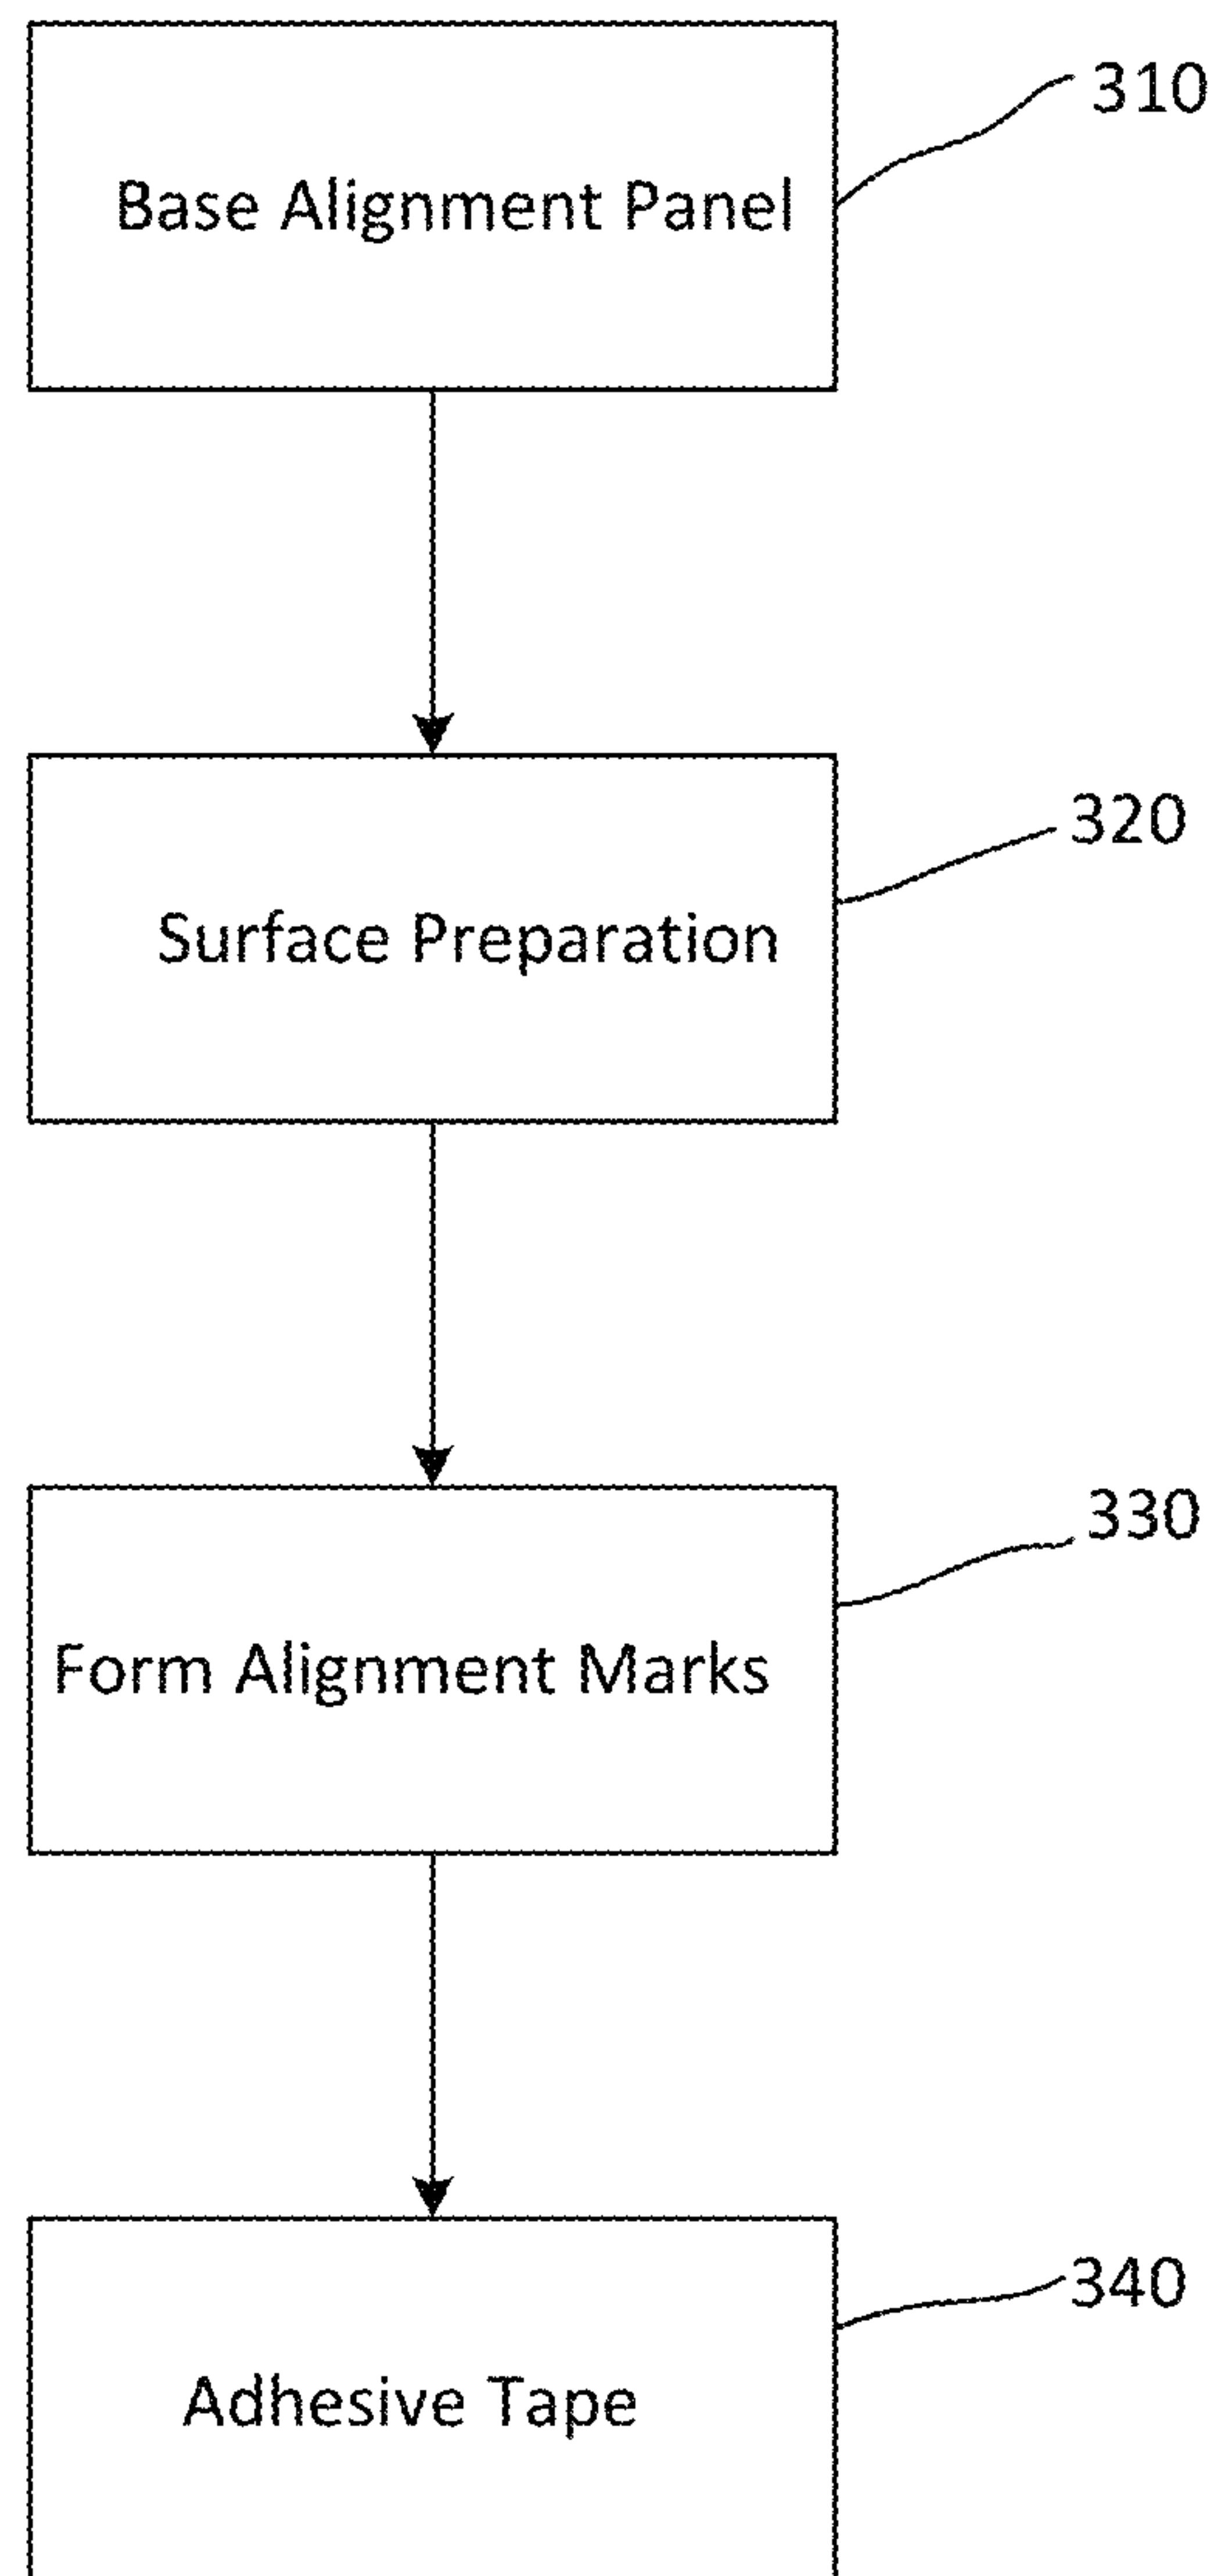 310
Base Alignment Panel
320
Surface Preparation
330
Form Alignment Marks
340
Adhesive Tape